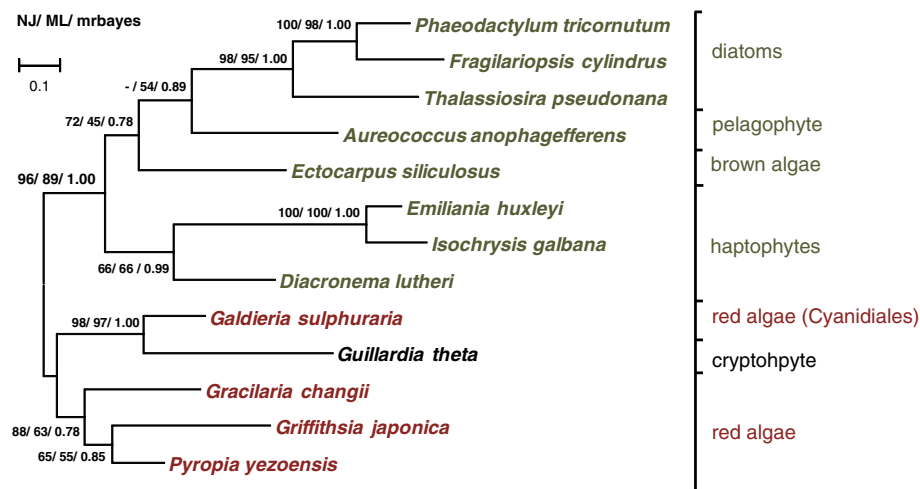 NJ/ ML/ mrbayes
0.1
100/ 98/ 1.00
Phaeodactylum tricornutum
98/ 95/ 1.00
Fragilariopsis cylindrus
diatoms
- / 54/ 0.89
Thalassiosira pseudonana
72/ 45/ 0.78
Aureococcus anophagefferens
pelagophyte
Ectocarpus siliculosus
brown algae
96/ 89/ 1.00
100/ 100/ 1.00
Emiliania huxleyi
Isochrysis galbana
haptophytes
66/ 66 / 0.99
Diacronema lutheri
98/ 97/ 1.00
Galdieria sulphuraria
red algae (Cyanidiales)
Guillardia theta
cryptohpyte
Gracilaria changii
88/ 63/ 0.78
Griffithsia japonica
red algae
65/ 55/ 0.85
Pyropia yezoensis